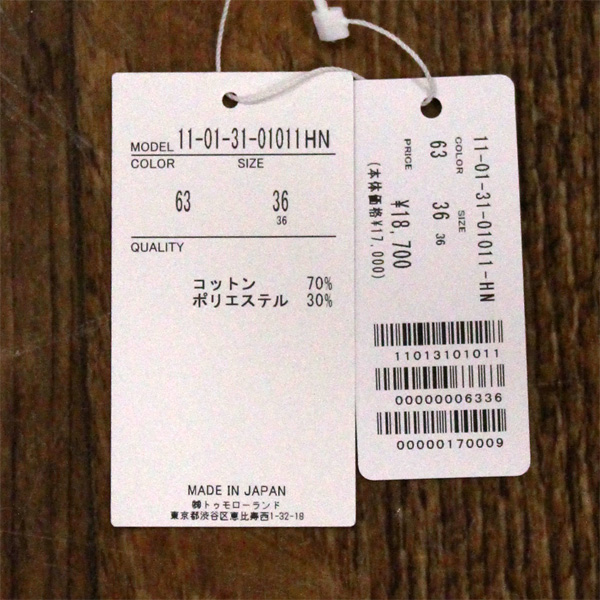 MODEL 11-01-31-01011HN
COLOR SIZE
63 36
36
QUALITY
コットン 70%
ポリエステル 30%
MADE IN JAPAN
㈱トゥモローランド
東京都渋谷区恵比寿西1-32-18
11-01-31-01011-HN
COLOR SIZE
63 36 36
PRICE ¥18,700
(本体価格¥17,000)
11013101011
00000006336
00000170009